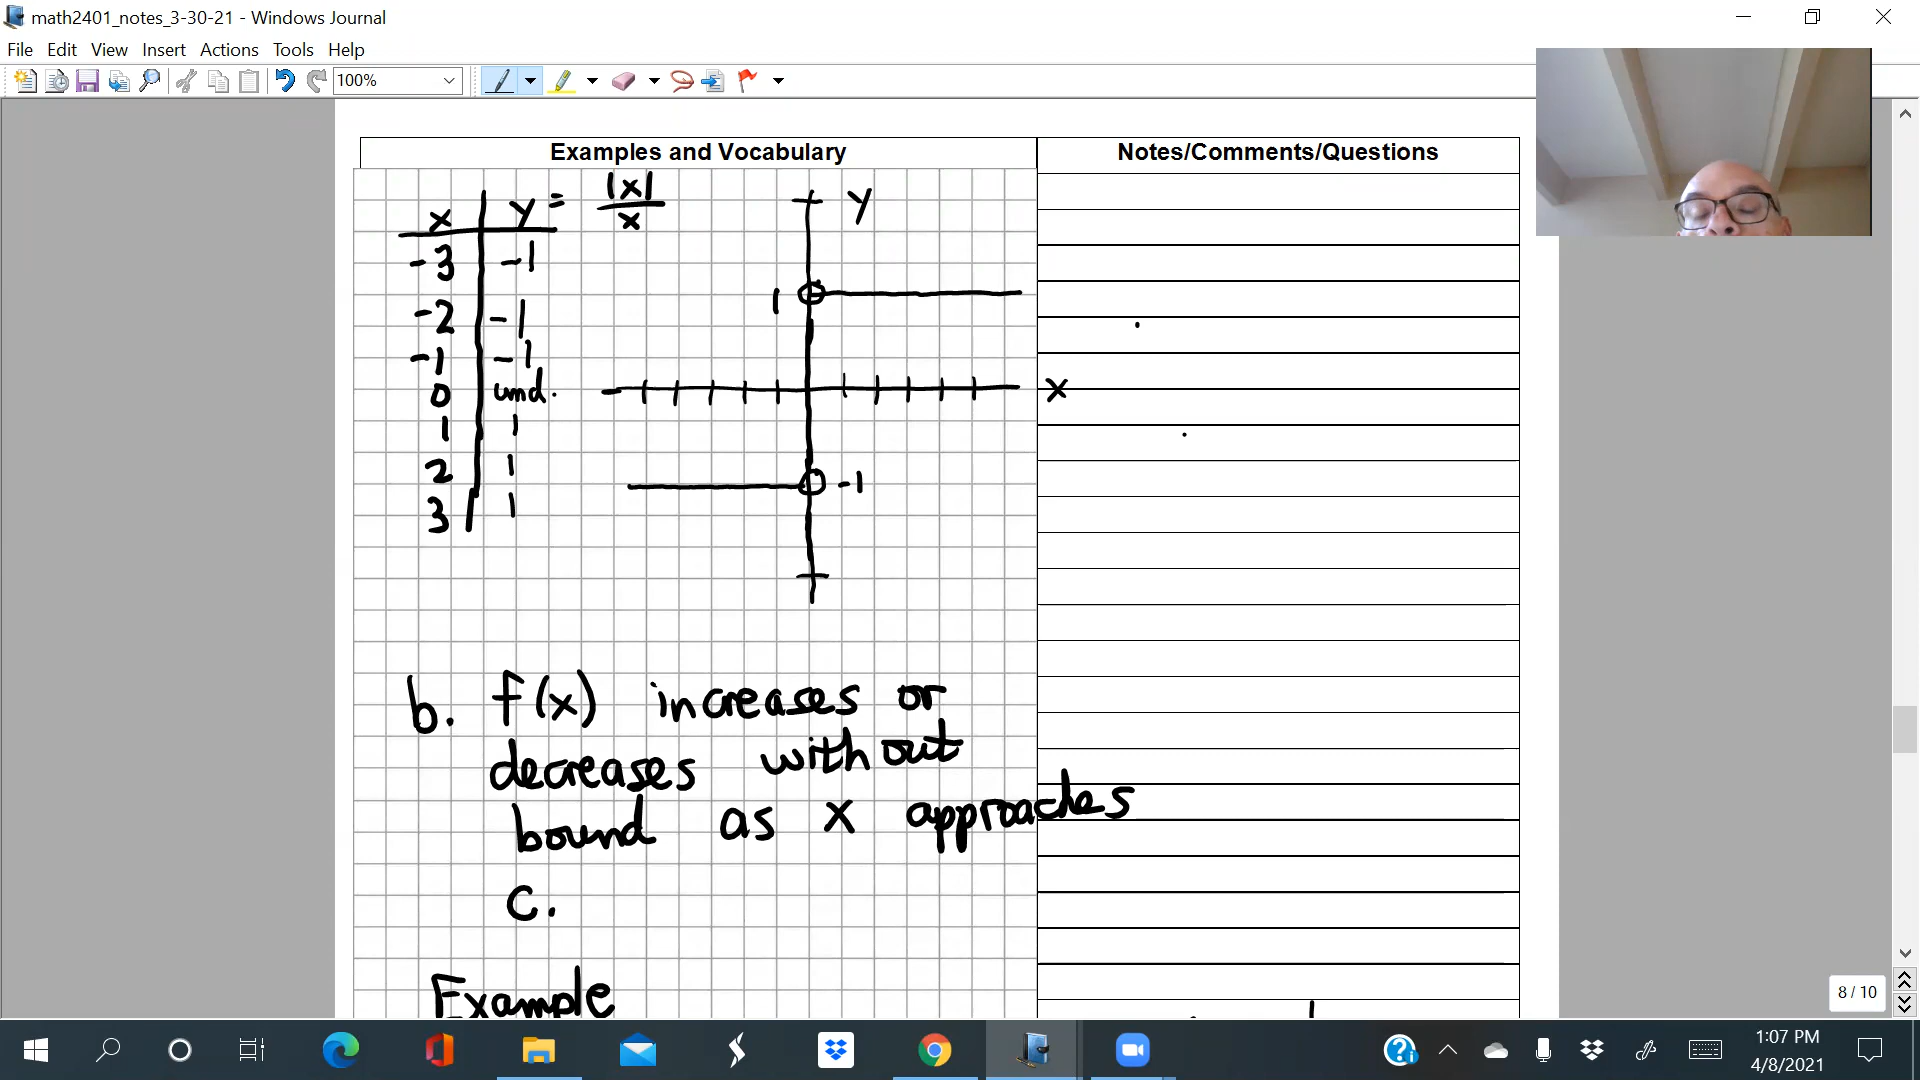 math2401_notes_3-30-21 - Windows Journal
File Edit View Insert Actions Tools Help
100%
Examples and Vocabulary
Notes/Comments/Questions
x y = |x|/x
-3 -1
-2 -1
-1 -1
0 und.
1 1
2 1
3 1
y
1
x
-1
b. f(x) increases or
decreases without
bound as x approaches
c.
Example
8 / 10
1:07 PM
4/8/2021